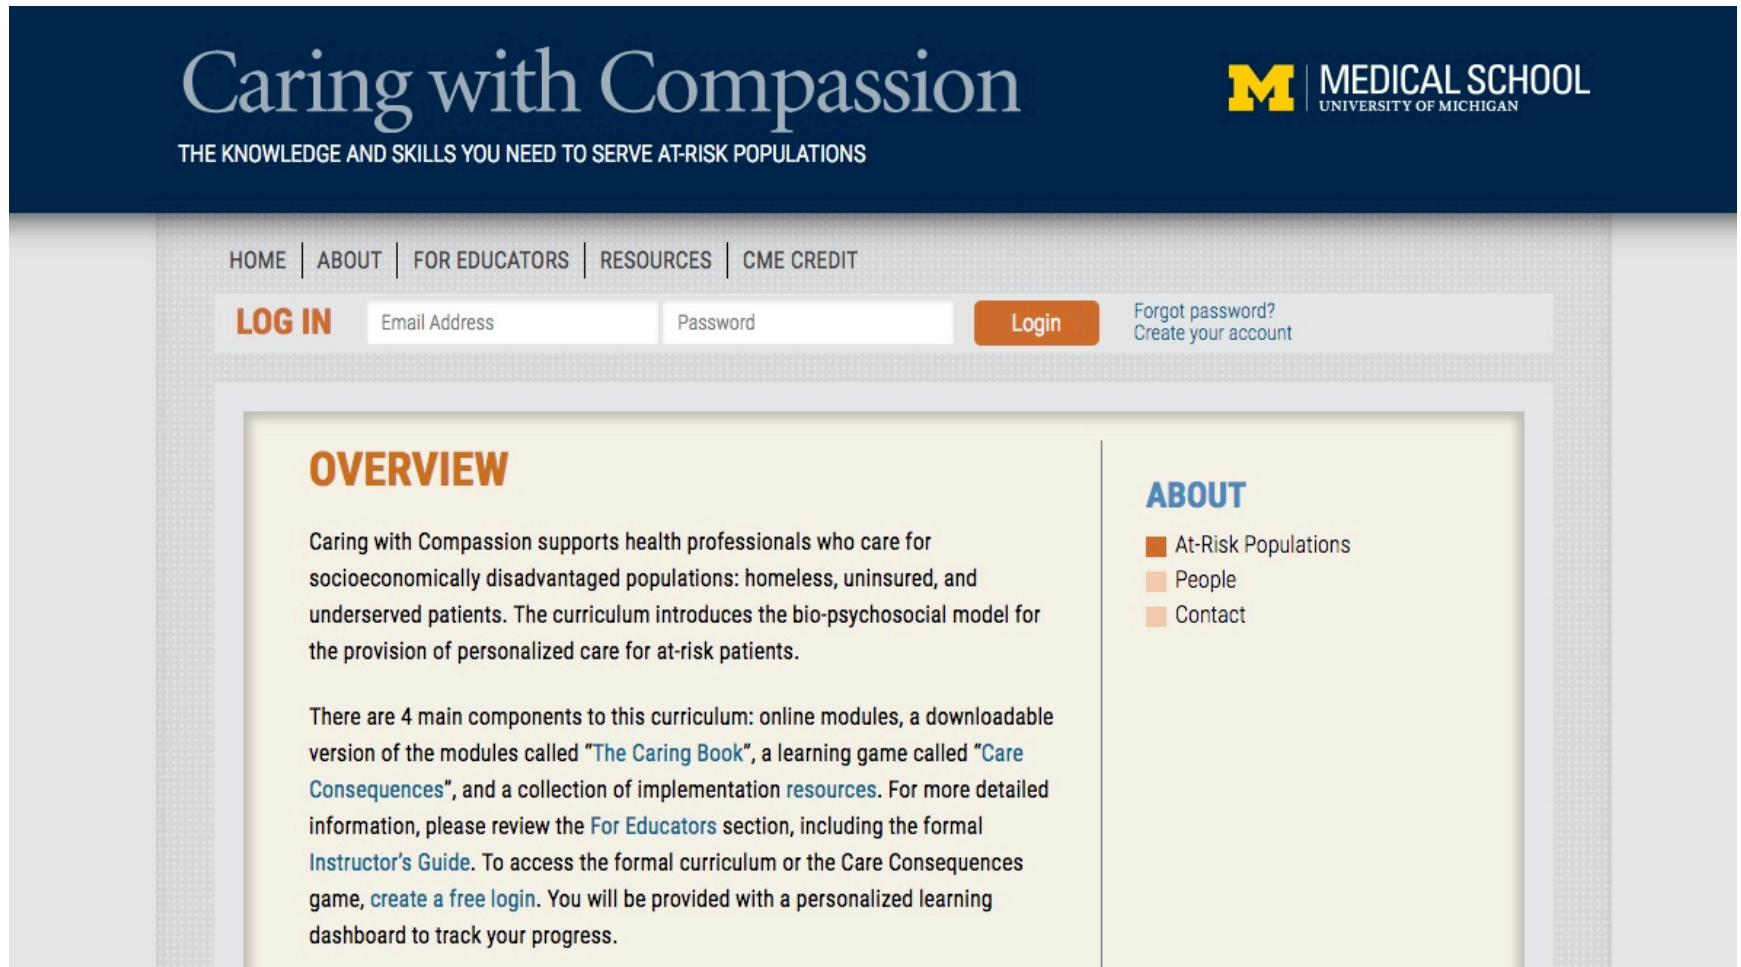 Caring with Compassion
THE KNOWLEDGE AND SKILLS YOU NEED TO SERVE AT-RISK POPULATIONS
M MEDICAL SCHOOL
UNIVERSITY OF MICHIGAN
HOME ABOUT FOR EDUCATORS RESOURCES CME CREDIT
LOG IN Email Address Password Login
Forgot password?
Create your account
OVERVIEW
Caring with Compassion supports health professionals who care for
socioeconomically disadvantaged populations: homeless, uninsured, and
underserved patients. The curriculum introduces the bio-psychosocial model for
the provision of personalized care for at-risk patients.
There are 4 main components to this curriculum: online modules, a downloadable
version of the modules called "The Caring Book", a learning game called "Care
Consequences", and a collection of implementation resources. For more detailed
information, please review the For Educators section, including the formal
Instructor's Guide. To access the formal curriculum or the Care Consequences
game, create a free login. You will be provided with a personalized learning
dashboard to track your progress.
ABOUT
At-Risk Populations
People
Contact